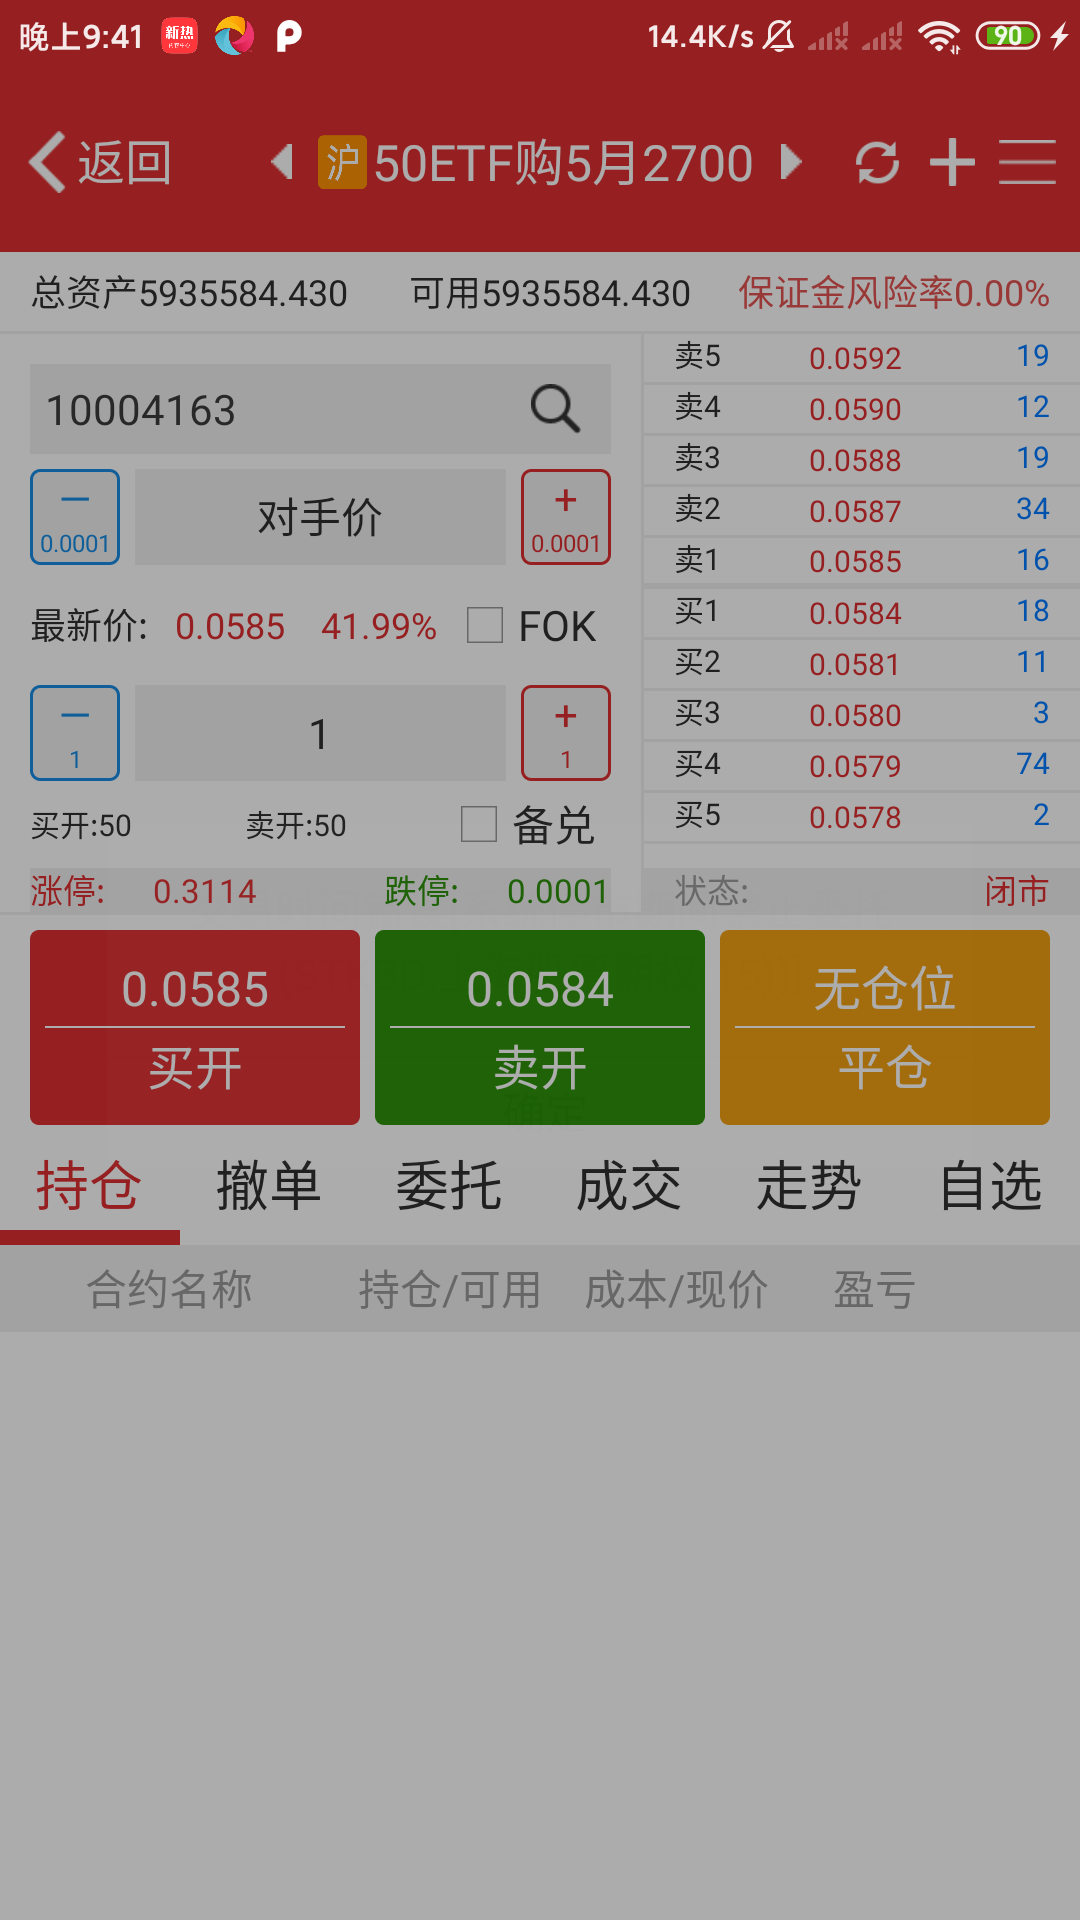 晚上9:41 新热 14.4K/s 90
返回 沪 50ETF购5月2700
总资产5935584.430 可用5935584.430 保证金风险率0.00%
10004163
— 0.0001 对手价 + 0.0001
最新价: 0.0585 41.99% FOK
— 1 1 + 1
买开:50 卖开:50 备兑
涨停: 0.3114 跌停: 0.0001
卖5 0.0592 19
卖4 0.0590 12
卖3 0.0588 19
卖2 0.0587 34
卖1 0.0585 16
买1 0.0584 18
买2 0.0581 11
买3 0.0580 3
买4 0.0579 74
买5 0.0578 2
状态: 闭市
0.0585 0.0584 无仓位
买开 卖开 平仓
确定
持仓 撤单 委托 成交 走势 自选
合约名称 持仓/可用 成本/现价 盈亏